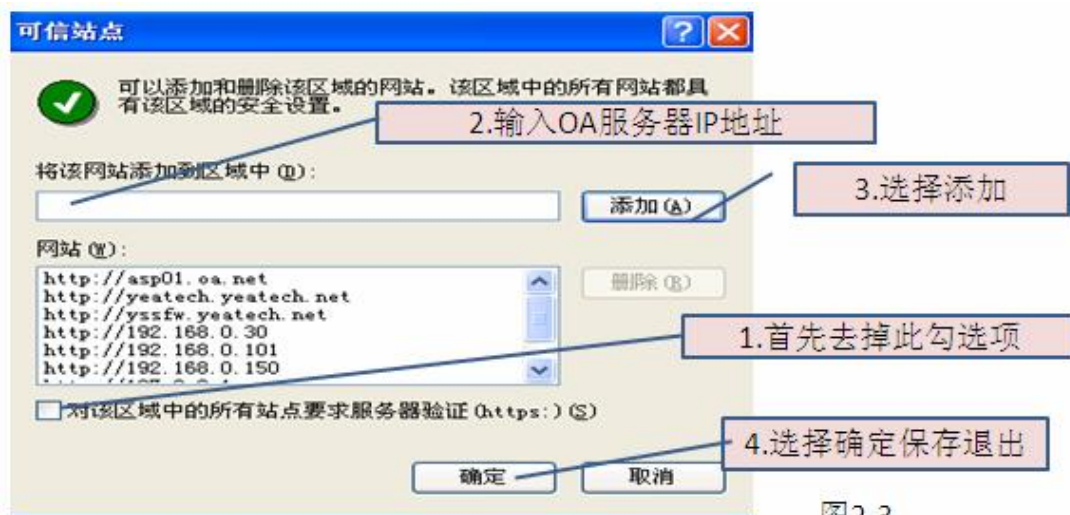 可信站点
可以添加和删除该区域的网站。该区域中的所有网站都具
有该区域的安全设置。
2.输入OA服务器IP地址
将该网站添加到区域中(D):
添加(A)
3.选择添加
网站(W):
http://asp01.oa.net
http://yeatech.yeatech.net
http://yssfw.yeatech.net
http://192.168.0.30
http://192.168.0.101
http://192.168.0.150
删除(R)
1.首先去掉此勾选项
对该区域中的所有站点要求服务器验证(https:)(S)
4.选择确定保存退出
确定
取消
图2-3